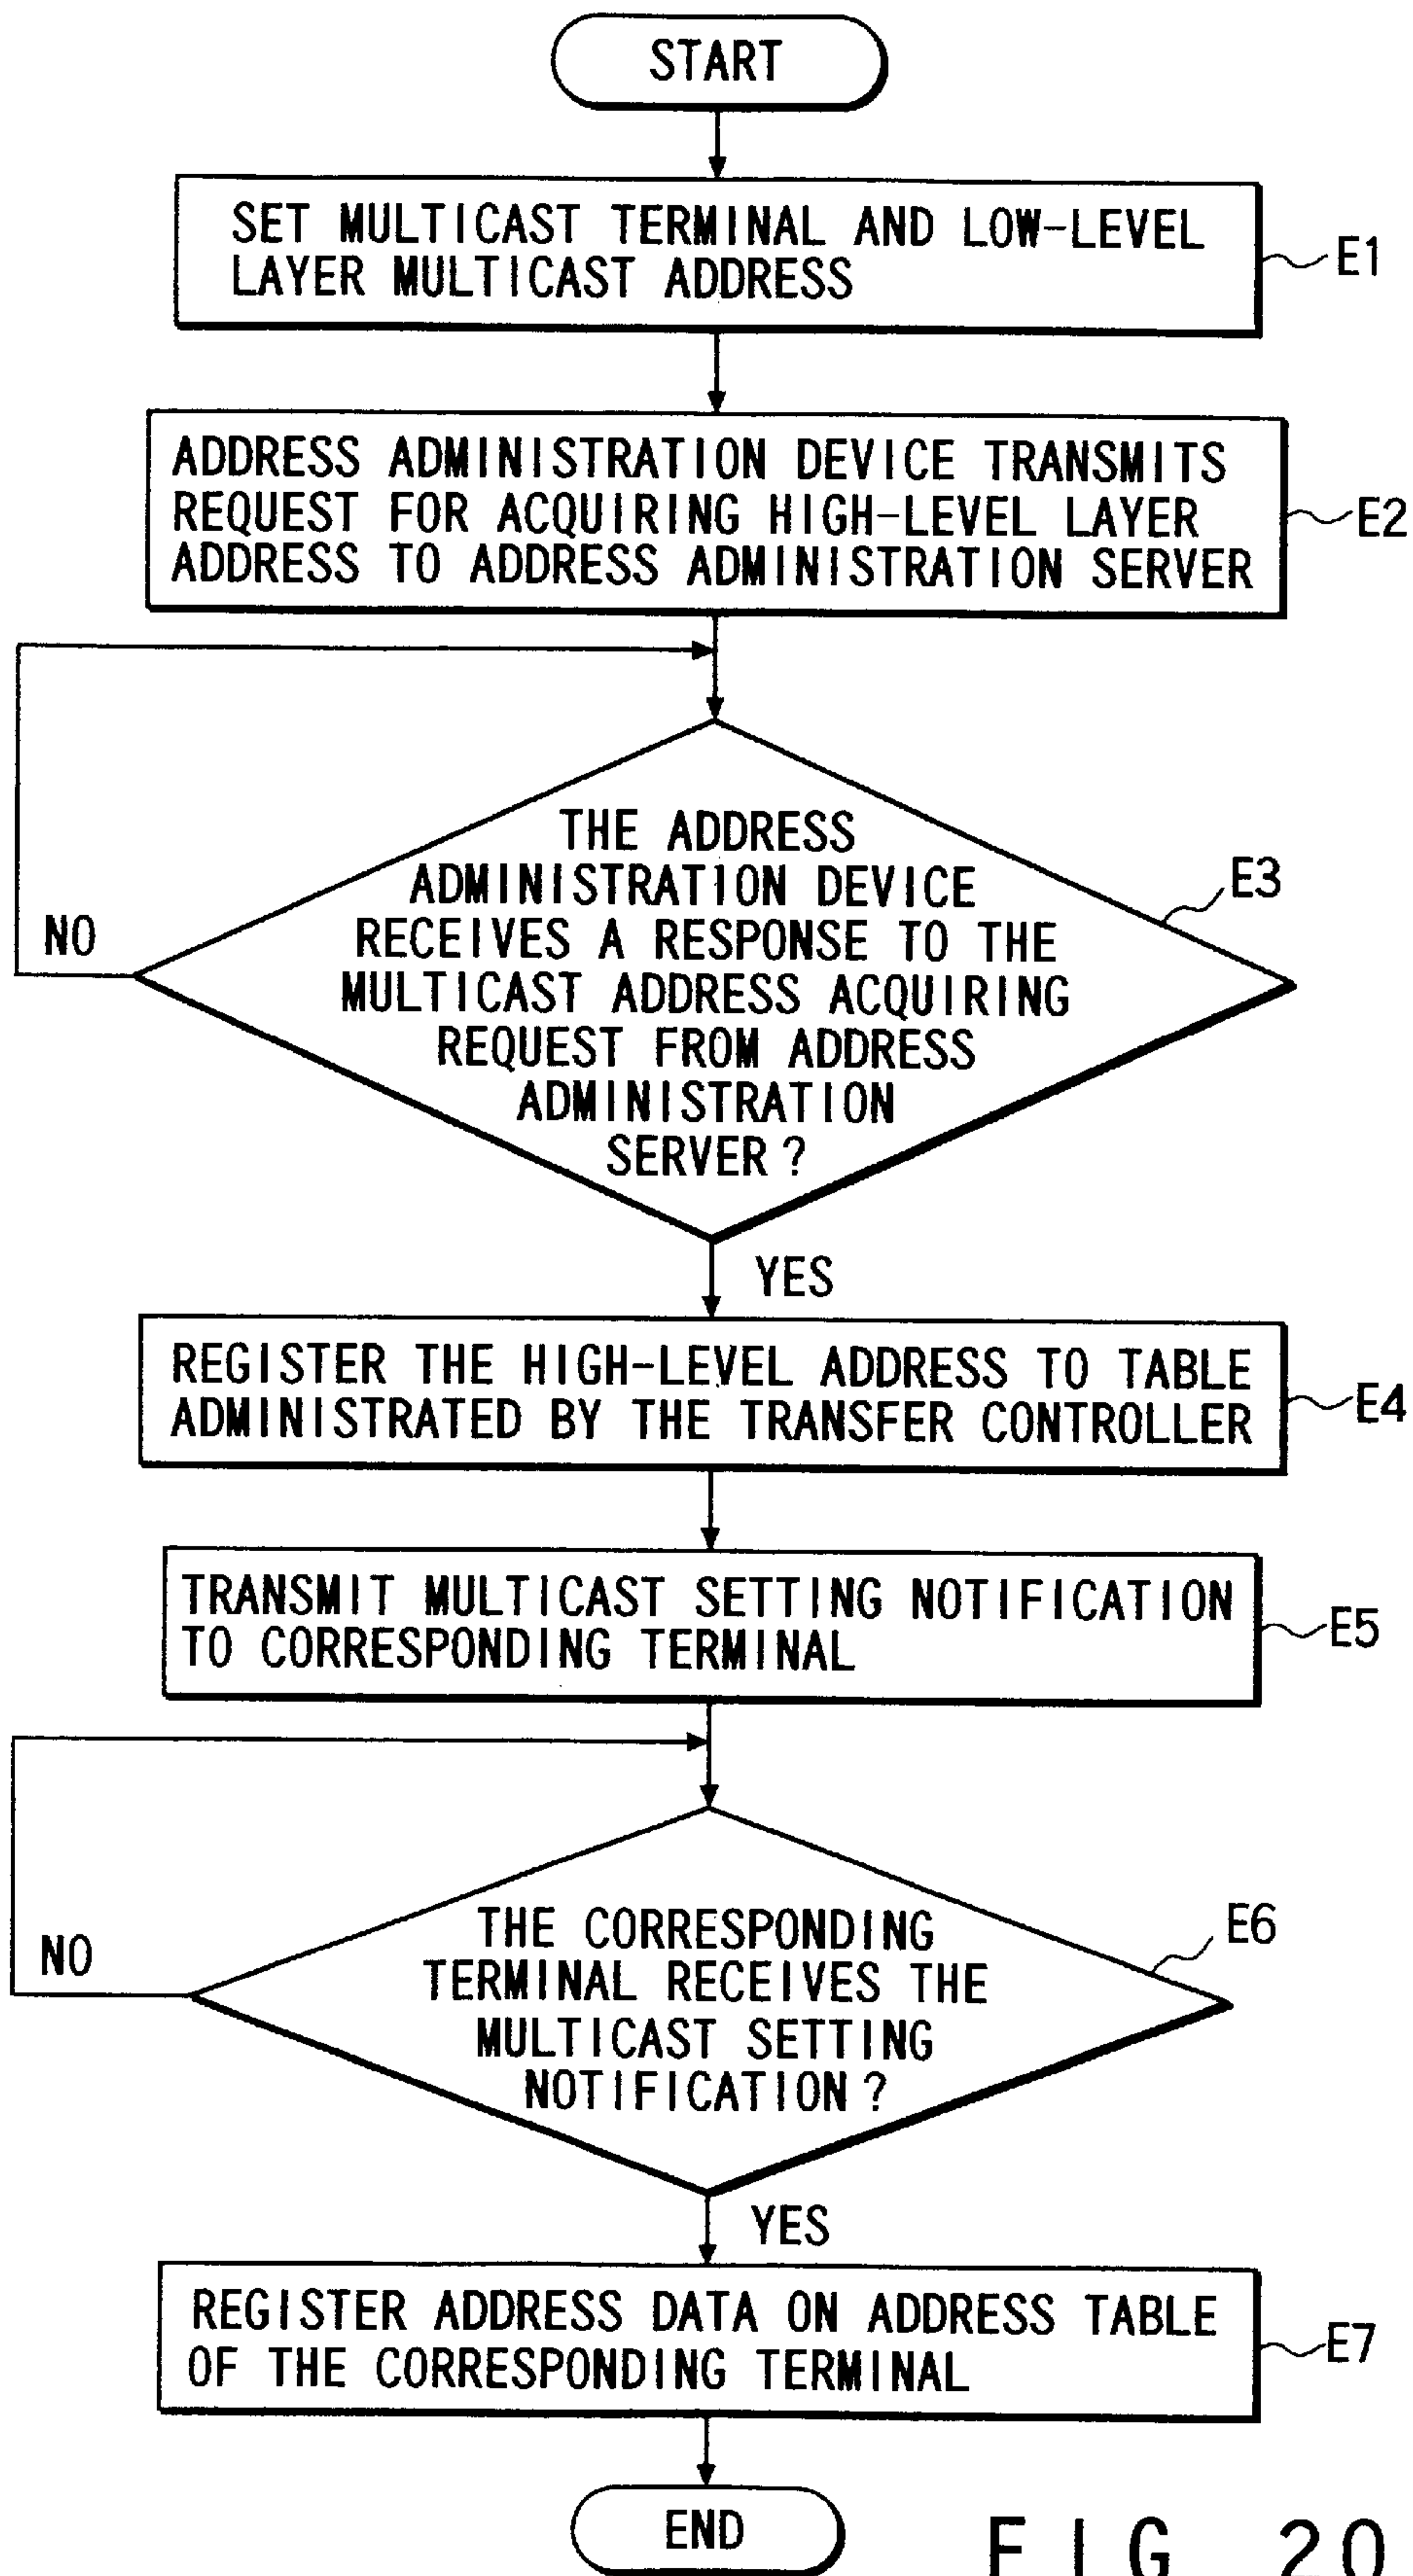 START
SET MULTICAST TERMINAL AND LOW-LEVEL
LAYER MULTICAST ADDRESS
E1
ADDRESS ADMINISTRATION DEVICE TRANSMITS
REQUEST FOR ACQUIRING HIGH-LEVEL LAYER
ADDRESS TO ADDRESS ADMINISTRATION SERVER
E2
THE ADDRESS
ADMINISTRATION DEVICE
RECEIVES A RESPONSE TO THE
MULTICAST ADDRESS ACQUIRING
REQUEST FROM ADDRESS
ADMINISTRATION
SERVER?
E3
NO
YES
REGISTER THE HIGH-LEVEL ADDRESS TO TABLE
ADMINISTRATED BY THE TRANSFER CONTROLLER
E4
TRANSMIT MULTICAST SETTING NOTIFICATION
TO CORRESPONDING TERMINAL
E5
THE CORRESPONDING
TERMINAL RECEIVES THE
MULTICAST SETTING
NOTIFICATION?
E6
NO
YES
REGISTER ADDRESS DATA ON ADDRESS TABLE
OF THE CORRESPONDING TERMINAL
E7
END
FIG 20